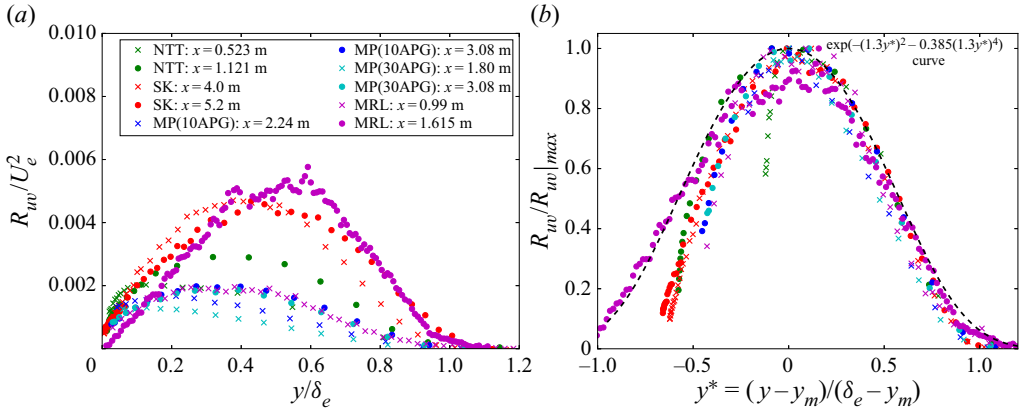 (a)
0.010
0.008
0.006
0.004
0.002
R_uv/U_e^2
NTT: x = 0.523 m
NTT: x = 1.121 m
SK: x = 4.0 m
SK: x = 5.2 m
MP(10APG): x = 2.24 m
MP(10APG): x = 3.08 m
MP(30APG): x = 1.80 m
MP(30APG): x = 3.08 m
MRL: x = 0.99 m
MRL: x = 1.615 m
0 0.2 0.4 0.6 0.8 1.0 1.2
y/δ_e
(b)
1.0
0.8
0.6
0.4
0.2
0
R_uv/R_uv|max
exp(−(1.3y*)^2 − 0.385(1.3y*)^4)
curve
−1.0 −0.5 0 0.5 1.0
y* = (y − y_m)/(δ_e − y_m)